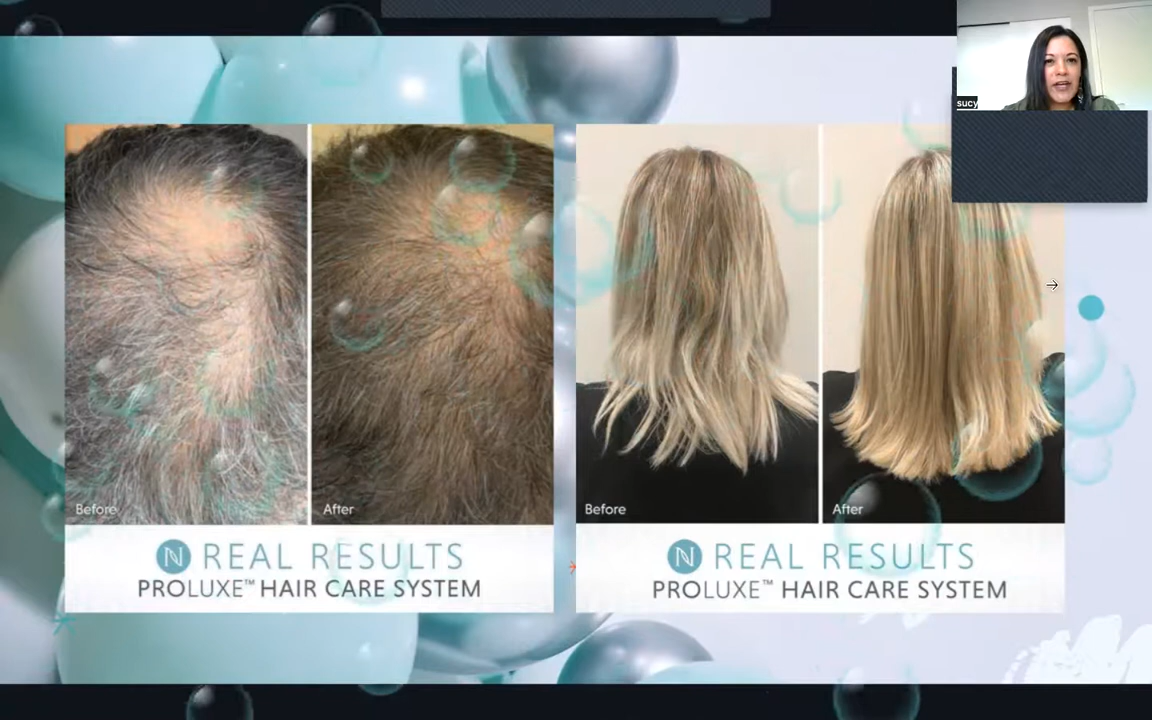 sucy
Before
After
Before
After
N REAL RESULTS
PROLUXE™ HAIR CARE SYSTEM
N REAL RESULTS
PROLUXE™ HAIR CARE SYSTEM